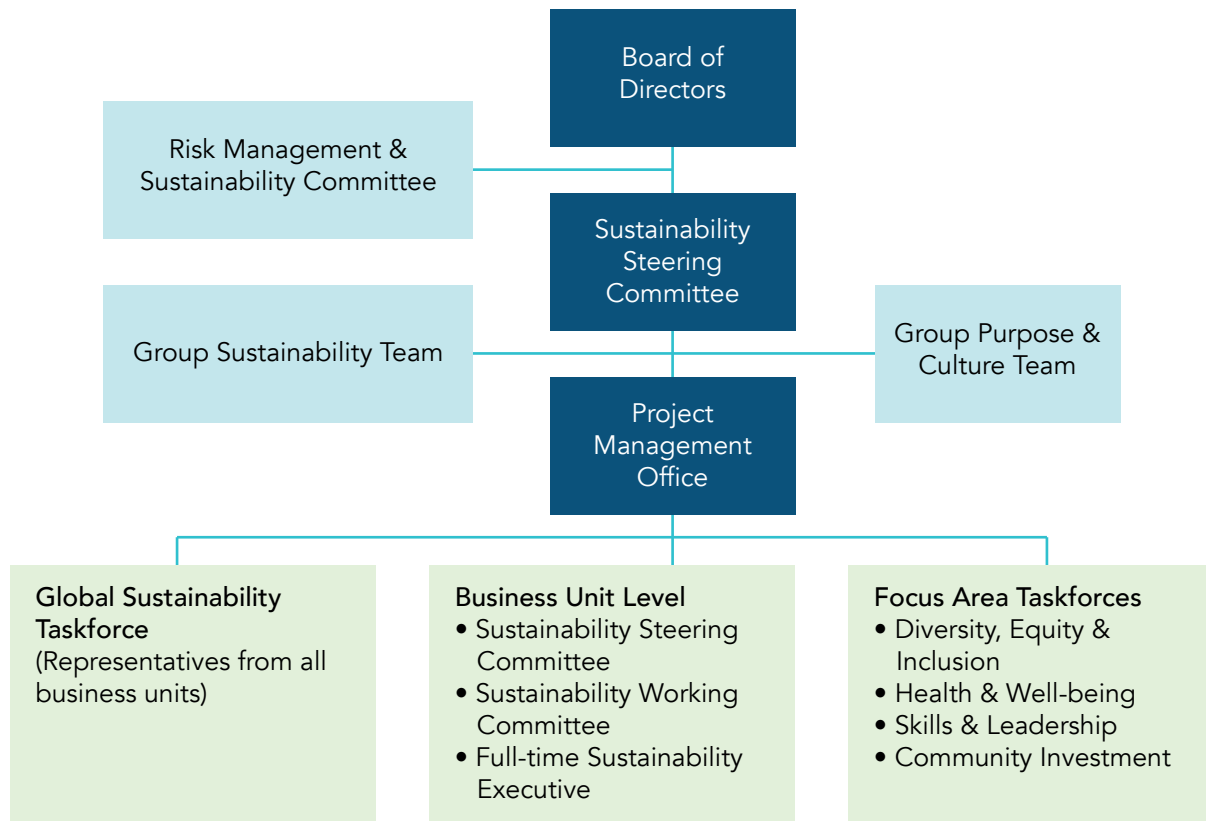 Board of
Directors
Risk Management &
Sustainability Committee
Sustainability
Steering
Committee
Group Sustainability Team
Group Purpose &
Culture Team
Project
Management
Office
Global Sustainability
Taskforce
(Representatives from all
business units)
Business Unit Level
• Sustainability Steering
Committee
• Sustainability Working
Committee
• Full-time Sustainability
Executive
Focus Area Taskforces
• Diversity, Equity &
Inclusion
• Health & Well-being
• Skills & Leadership
• Community Investment